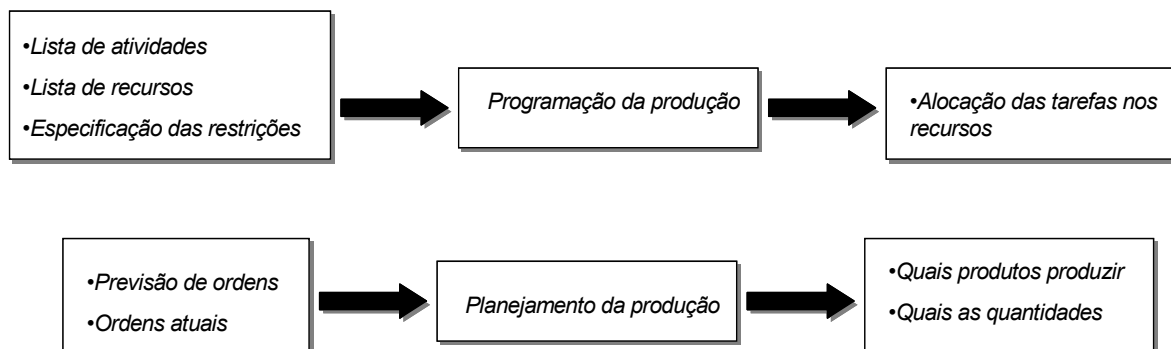 •Lista de atividades
•Lista de recursos
•Especificação das restrições
Programação da produção
•Alocação das tarefas nos
recursos
•Previsão de ordens
•Ordens atuais
Planejamento da produção
•Quais produtos produzir
•Quais as quantidades